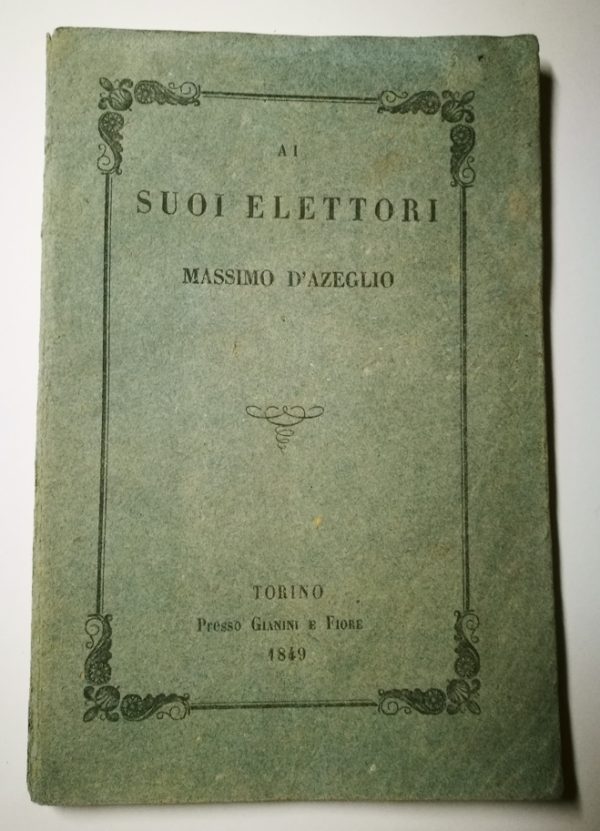 AI
SUOI ELETTORI
MASSIMO D'AZEGLIO
TORINO
Presso GIANINI E FIORE
1849